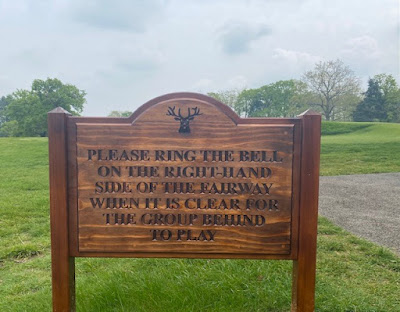 PLEASE RING THE BELL
ON THE RIGHT-HAND
SIDE OF THE FAIRWAY
WHEN IT IS CLEAR FOR
THE GROUP BEHIND
TO PLAY